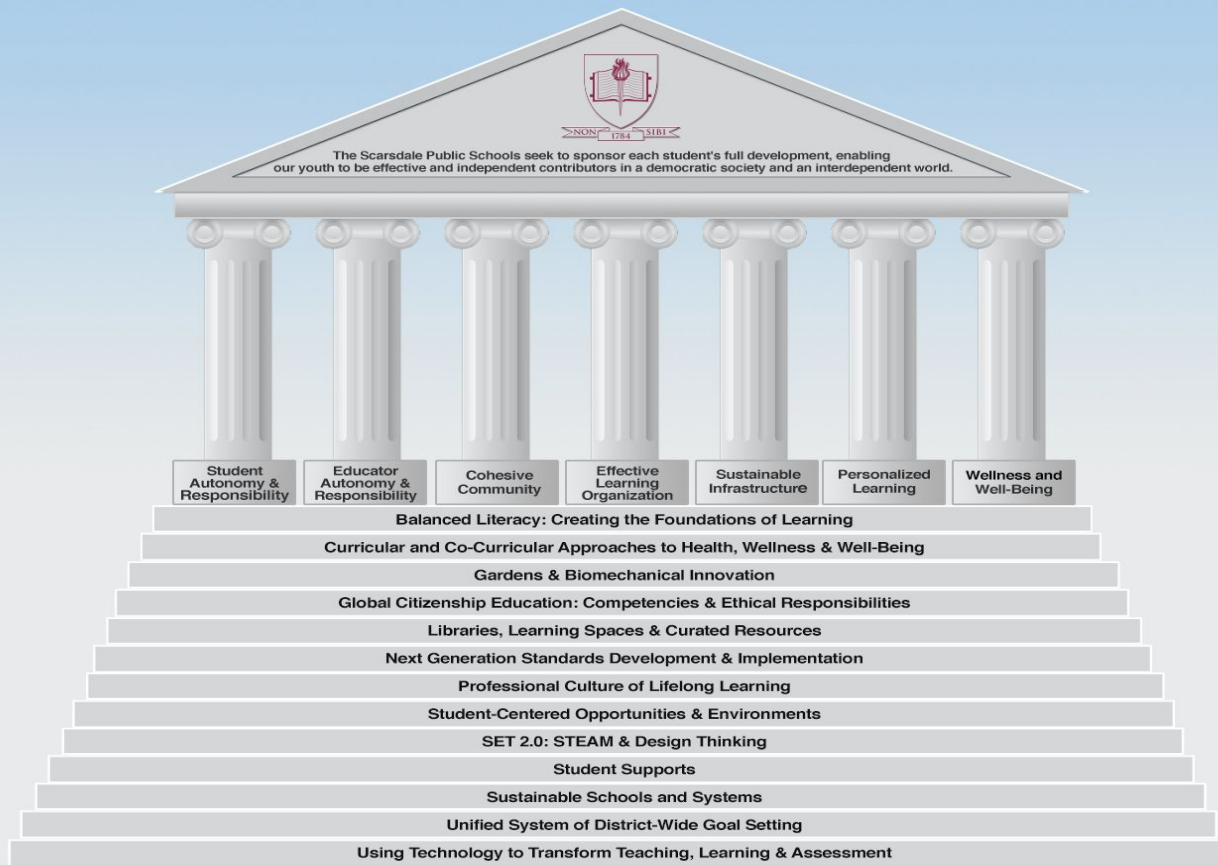 NON 1784 SIBI
The Scarsdale Public Schools seek to sponsor each student's full development, enabling
our youth to be effective and independent contributors in a democratic society and an interdependent world.
Student
Autonomy &
Responsibility
Educator
Autonomy &
Responsibility
Cohesive
Community
Effective
Learning
Organization
Sustainable
Infrastructure
Personalized
Learning
Wellness and
Well-Being
Balanced Literacy: Creating the Foundations of Learning
Curricular and Co-Curricular Approaches to Health, Wellness & Well-Being
Gardens & Biomechanical Innovation
Global Citizenship Education: Competencies & Ethical Responsibilities
Libraries, Learning Spaces & Curated Resources
Next Generation Standards Development & Implementation
Professional Culture of Lifelong Learning
Student-Centered Opportunities & Environments
SET 2.0: STEAM & Design Thinking
Student Supports
Sustainable Schools and Systems
Unified System of District-Wide Goal Setting
Using Technology to Transform Teaching, Learning & Assessment